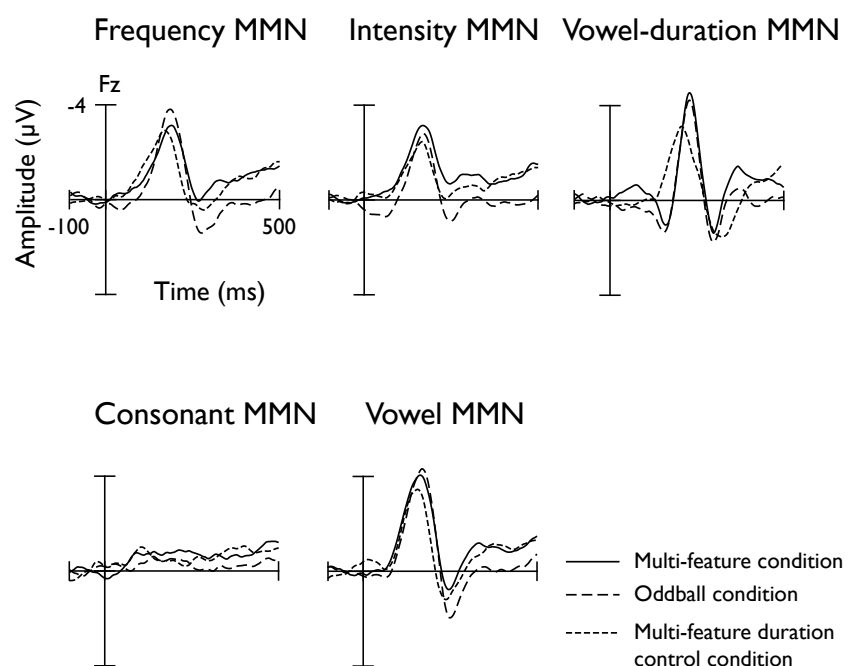 Frequency MMN
Intensity MMN
Vowel-duration MMN
Fz
-4
Amplitude (µV)
-100
500
Time (ms)
Consonant MMN
Vowel MMN
Multi-feature condition
Oddball condition
Multi-feature duration
control condition